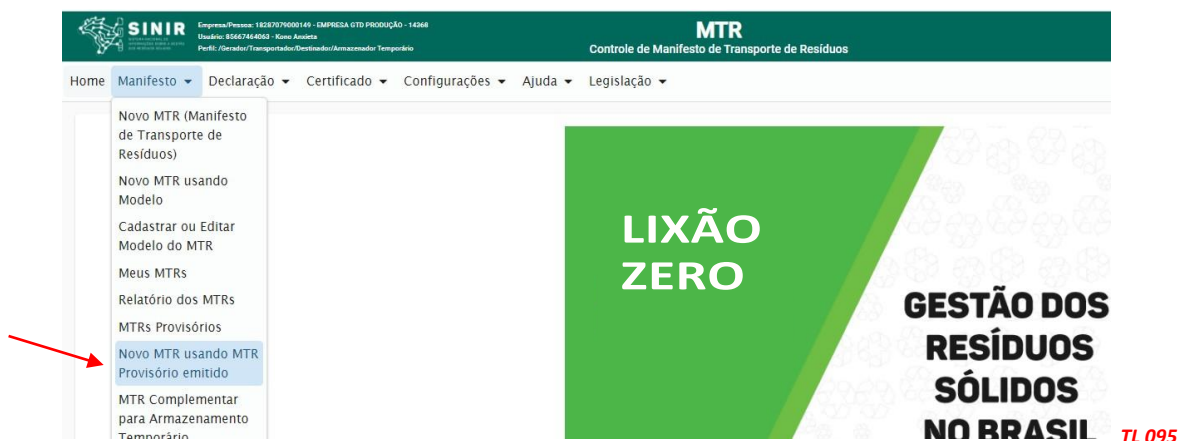 SINIR
Empresa/Pessoa: 18287079000149 - EMPRESA GTD PRODUÇÃO - 14268
Usuário: 85667464063 - Kono Anxieta
Perfil: /Gerador/Transportador/Destinador/Armazenador Temporário
MTR
Controle de Manifesto de Transporte de Resíduos
Home Manifesto Declaração Certificado Configurações Ajuda Legislação
Novo MTR (Manifesto
de Transporte de
Resíduos)
Novo MTR usando
Modelo
Cadastrar ou Editar
Modelo do MTR
Meus MTRs
Relatório dos MTRs
MTRs Provisórios
Novo MTR usando MTR
Provisório emitido
MTR Complementar
para Armazenamento
Temporário
LIXÃO
ZERO
GESTÃO DOS
RESÍDUOS
SÓLIDOS
NO BRASIL
TL 095